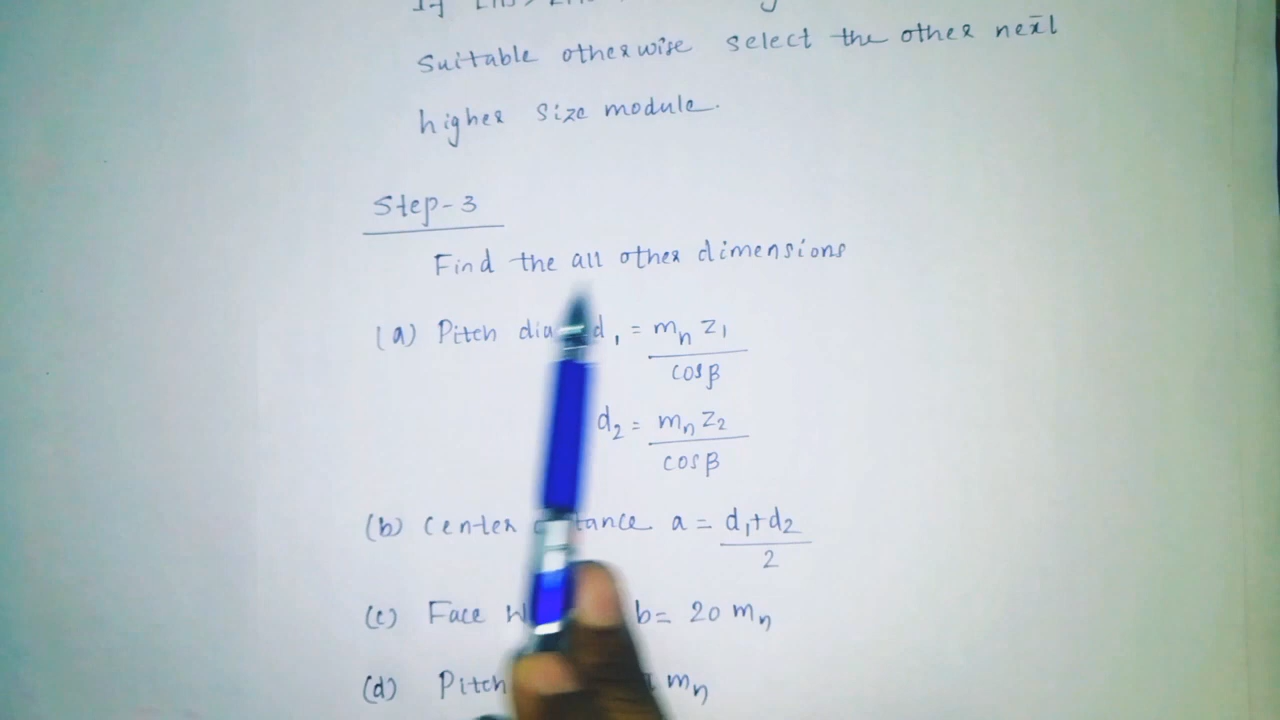 suitable otherwise select the other next
higher size module.
Step-3
Find the all other dimensions
(a) Pitch dia d₁ = mₙ z₁ / cosβ
d₂ = mₙ z₂ / cosβ
(b) Center a = d₁+d₂ / 2
(c) Face b = 20 mₙ
(d) Pitch mₙ